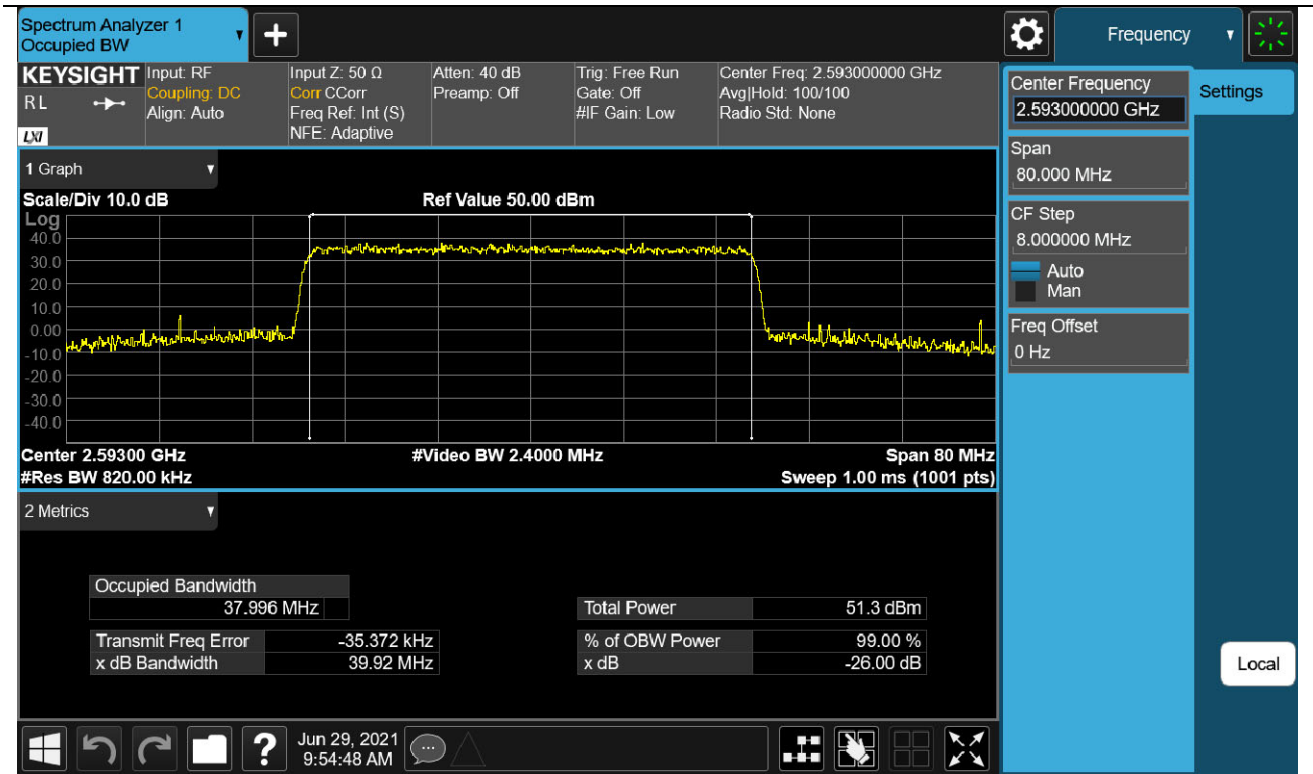 Spectrum Analyzer 1
Occupied BW
+
Frequency
KEYSIGHT
RL
LXI
Input: RF
Coupling: DC
Align: Auto
Input Z: 50 Ω
Corr CCorr
Freq Ref: Int (S)
NFE: Adaptive
Atten: 40 dB
Preamp: Off
Trig: Free Run
Gate: Off
#IF Gain: Low
Center Freq: 2.593000000 GHz
Avg|Hold: 100/100
Radio Std: None
Center Frequency
2.593000000 GHz
Settings
Span
80.000 MHz
CF Step
8.000000 MHz
Auto
Man
Freq Offset
0 Hz
1 Graph
Scale/Div 10.0 dB
Ref Value 50.00 dBm
Log
40.0
30.0
20.0
10.0
0.00
-10.0
-20.0
-30.0
-40.0
Center 2.59300 GHz
#Video BW 2.4000 MHz
Span 80 MHz
#Res BW 820.00 kHz
Sweep 1.00 ms (1001 pts)
2 Metrics
Occupied Bandwidth
37.996 MHz
Total Power 51.3 dBm
Transmit Freq Error -35.372 kHz
% of OBW Power 99.00 %
x dB Bandwidth 39.92 MHz
x dB -26.00 dB
Local
?
Jun 29, 2021
9:54:48 AM